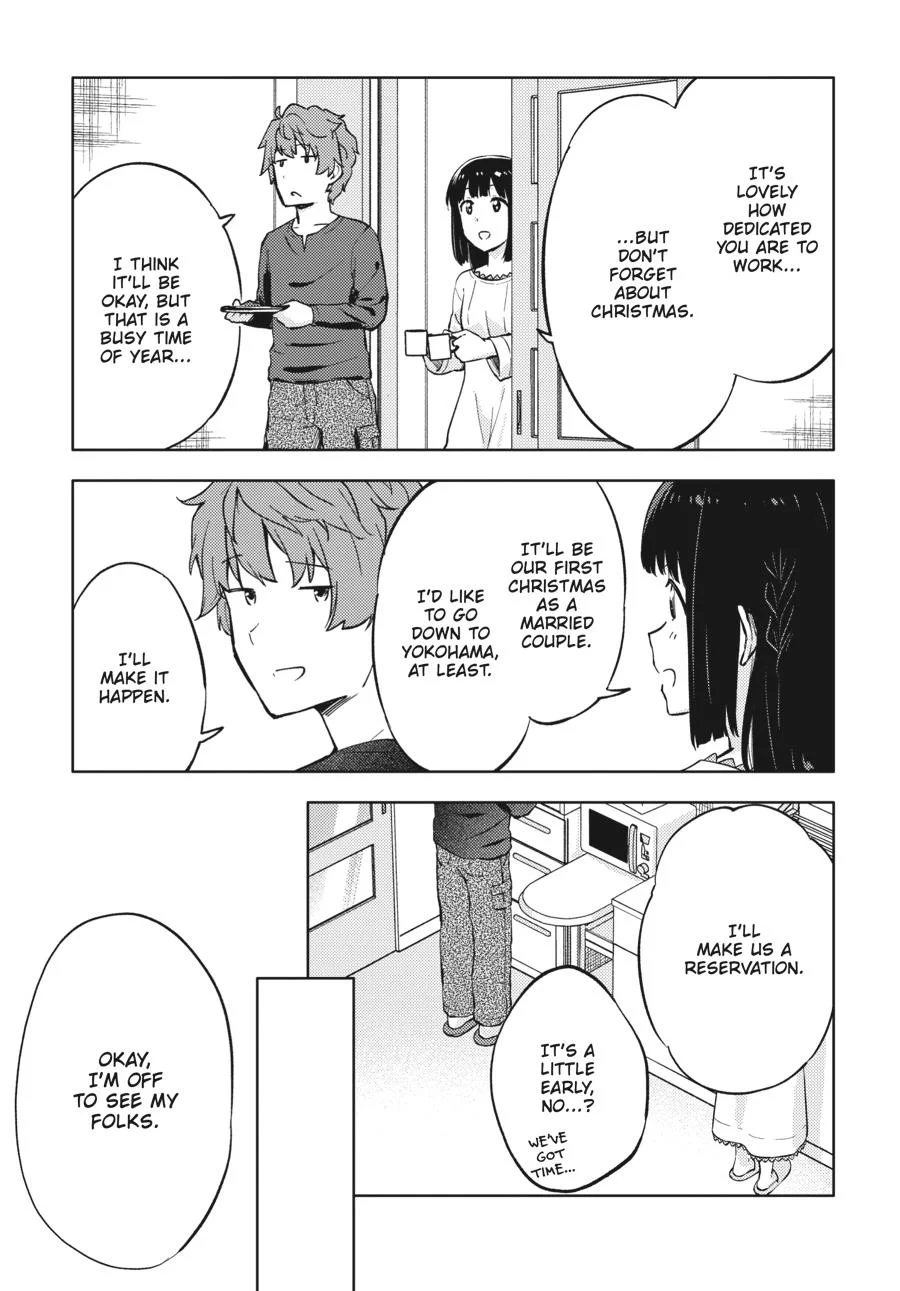 IT'S
LOVELY
HOW
DEDICATED
YOU ARE TO
WORK...
...BUT
DON'T
FORGET
ABOUT
CHRISTMAS.
I THINK
IT'LL BE
OKAY, BUT
THAT IS A
BUSY TIME
OF YEAR...
IT'LL BE
OUR FIRST
CHRISTMAS
AS A
MARRIED
COUPLE.
I'D LIKE
TO GO
DOWN TO
YOKOHAMA,
AT LEAST.
I'LL
MAKE IT
HAPPEN.
I'LL
MAKE US A
RESERVATION.
IT'S A
LITTLE
EARLY,
NO...?
WE'VE
GOT
TIME...
OKAY,
I'M OFF
TO SEE MY
FOLKS.